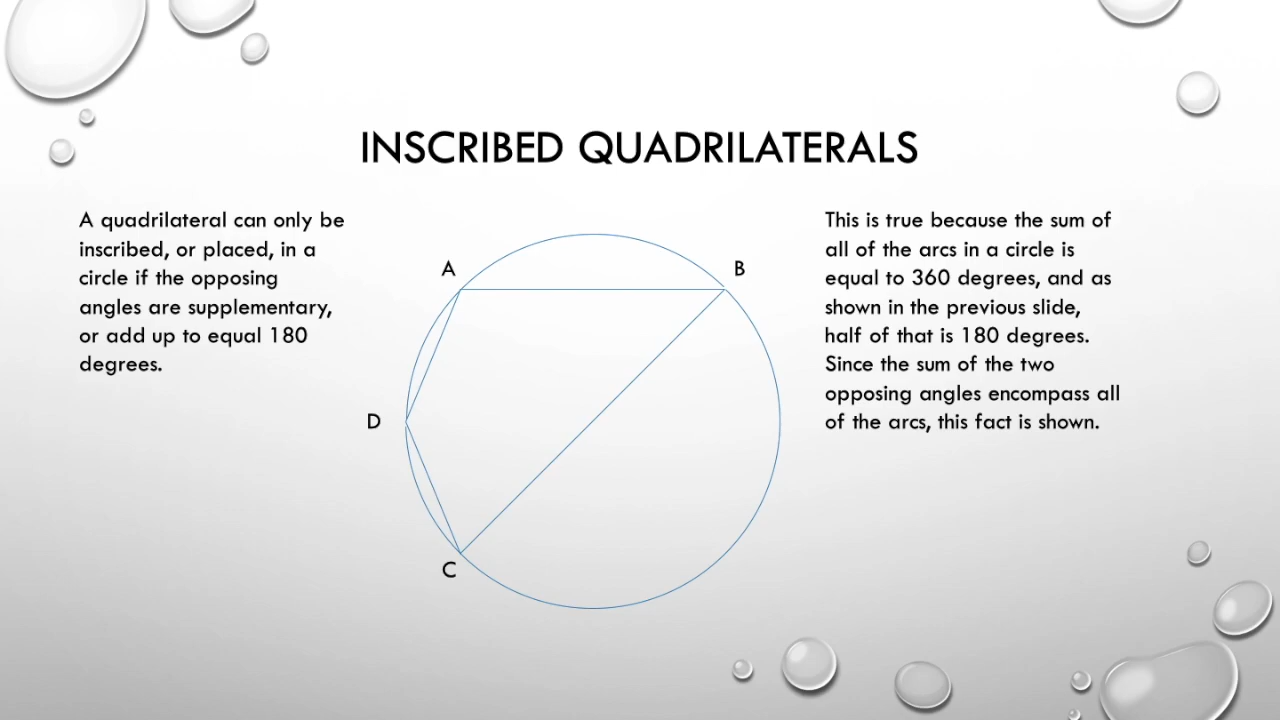 INSCRIBED QUADRILATERALS
A quadrilateral can only be
inscribed, or placed, in a
circle if the opposing
angles are supplementary,
or add up to equal 180
degrees.
A
B
D
C
This is true because the sum of
all of the arcs in a circle is
equal to 360 degrees, and as
shown in the previous slide,
half of that is 180 degrees.
Since the sum of the two
opposing angles encompass all
of the arcs, this fact is shown.